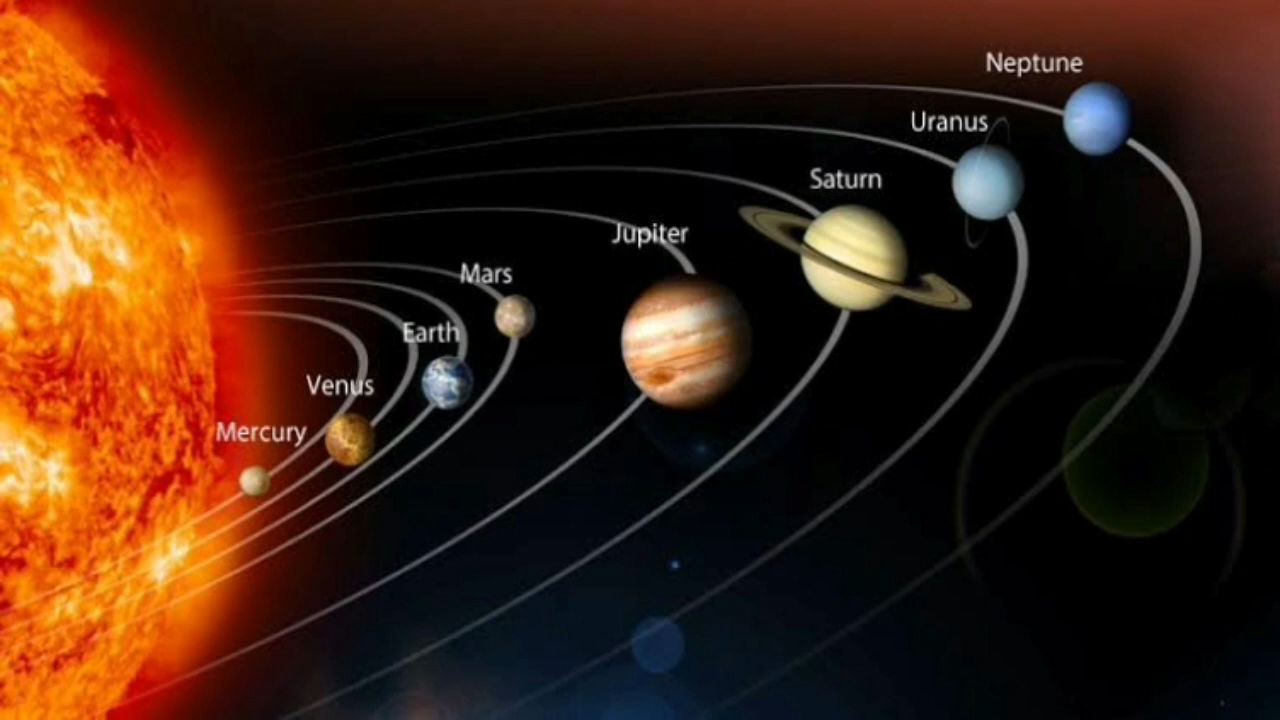 Neptune
Uranus
Saturn
Jupiter
Mars
Earth
Venus
Mercury